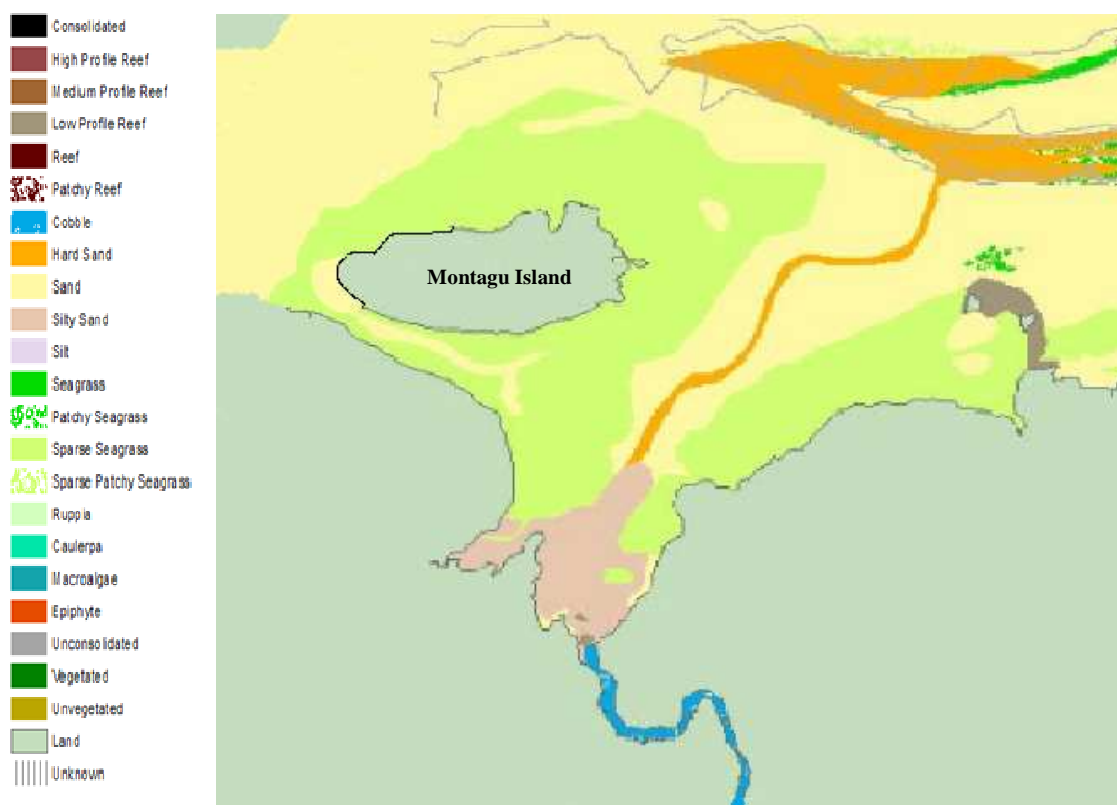 Consolidated
High Profile Reef
Medium Profile Reef
Low Profile Reef
Reef
Patchy Reef
Cobble
Hard Sand
Sand
Silty Sand
Silt
Seagrass
Patchy Seagrass
Sparse Seagrass
Sparse Patchy Seagrass
Ruppia
Caulerpa
Macroalgae
Epiphyte
Unconsolidated
Vegetated
Unvegetated
Land
Unknown
Montagu Island